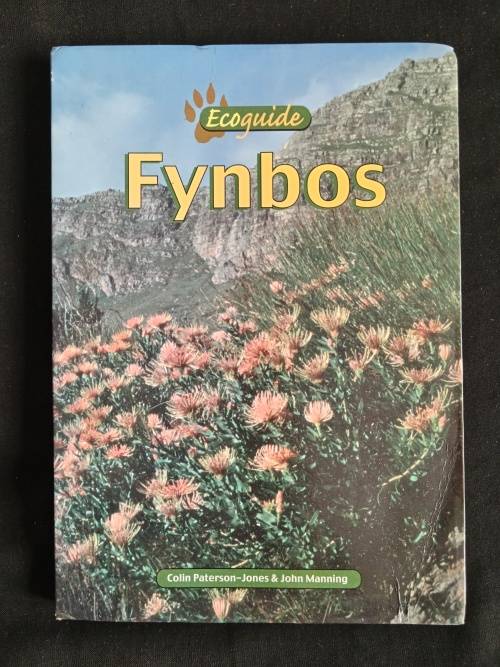 Ecoguide
Fynbos
Colin Paterson-Jones & John Manning